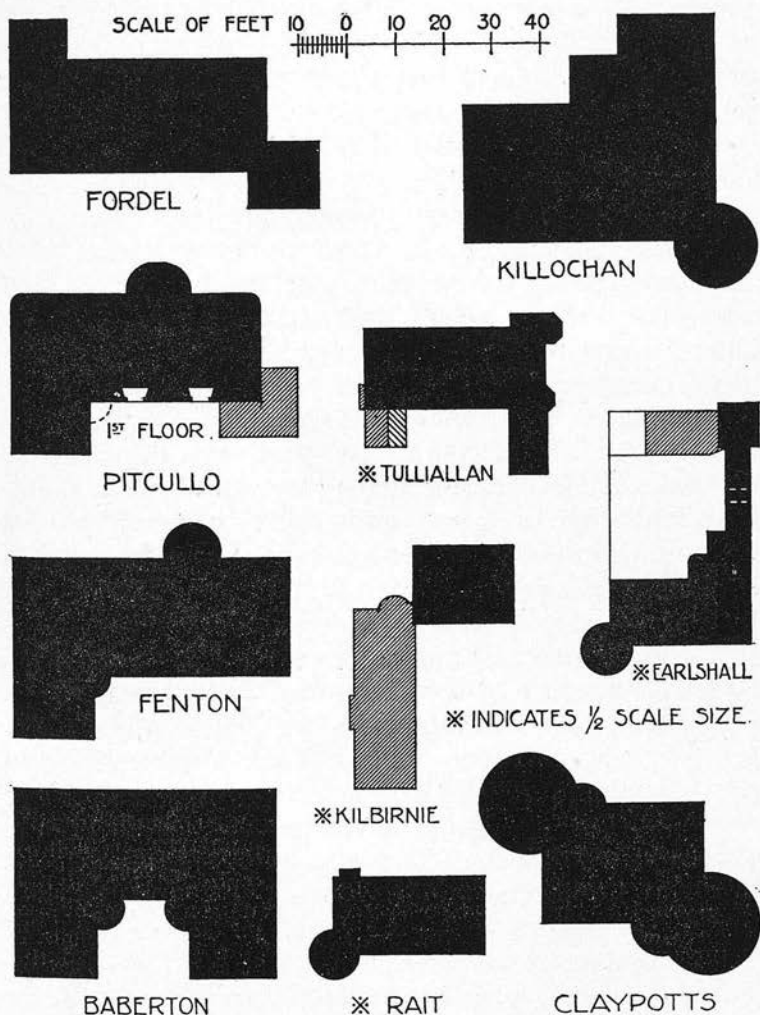 SCALE OF FEET 10 0 10 20 30 40
FORDEL
KILLOCHAN
1ST FLOOR.
PITCULLO
※ TULLIALLAN
FENTON
※ EARLSHALL
※ INDICATES 1/2 SCALE SIZE.
※ KILBIRNIE
BABERTON
※ RAIT
CLAYPOTTS